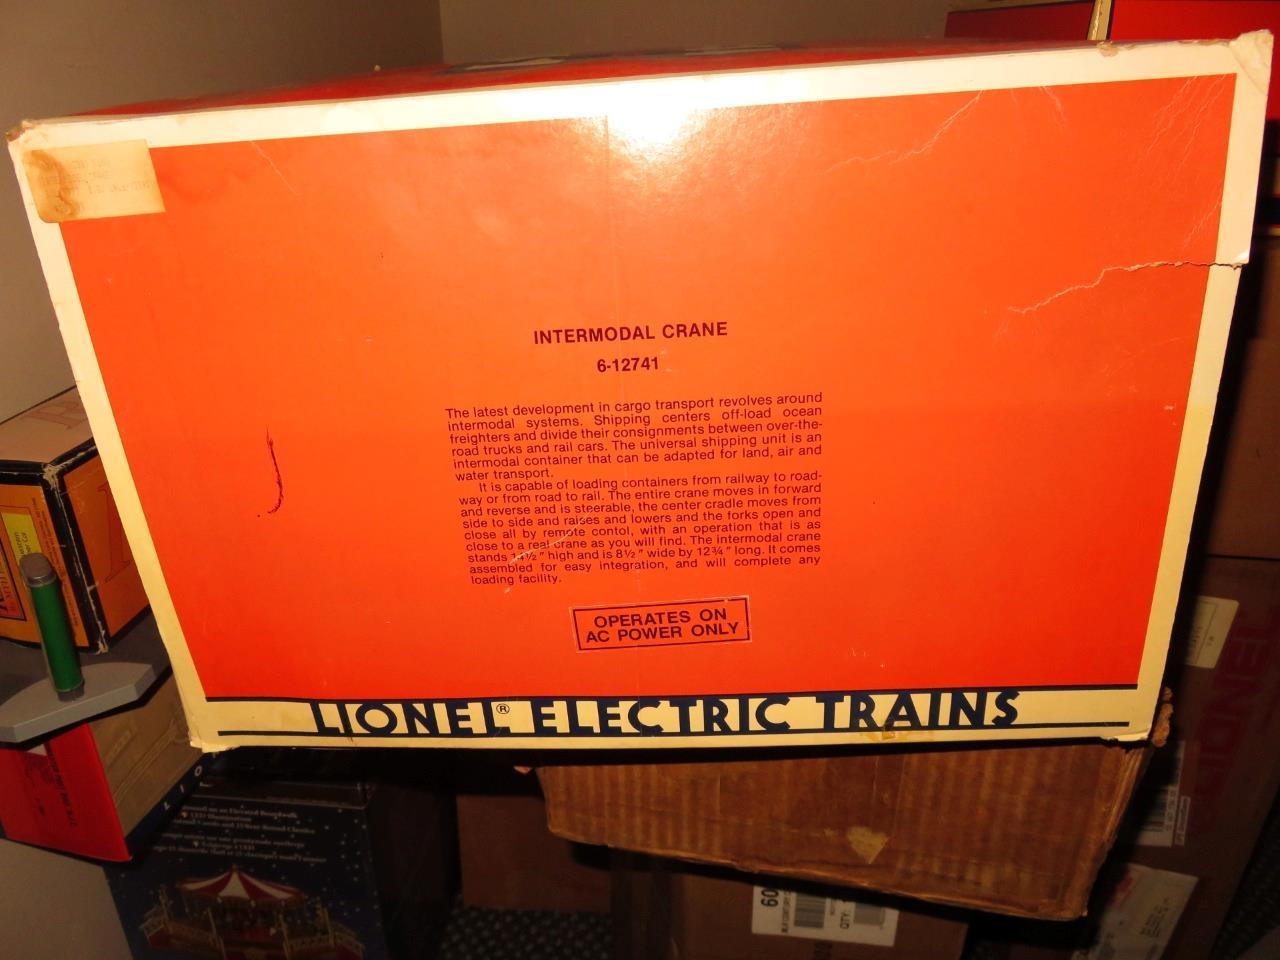 INTERMODAL CRANE
6-12741
The latest development in cargo transport revolves around
intermodal systems. Shipping centers off-load ocean
freighters and divide their consignments between over-the-
road trucks and rail cars. The universal shipping unit is an
intermodal container that can be adapted for land, air and
water transport.
It is capable of loading containers from railway to road-
way or from road to rail. The entire crane moves in forward
and reverse and is steerable, the center cradle moves from
side to side and raises and lowers and the forks open and
close all by remote contol, with an operation that is as
close to a real crane as you will find. The intermodal crane
stands 14½" high and is 8½" wide by 12¾" long. It comes
assembled for easy integration, and will complete any
loading facility.
OPERATES ON
AC POWER ONLY
LIONEL® ELECTRIC TRAINS
60
QTY: